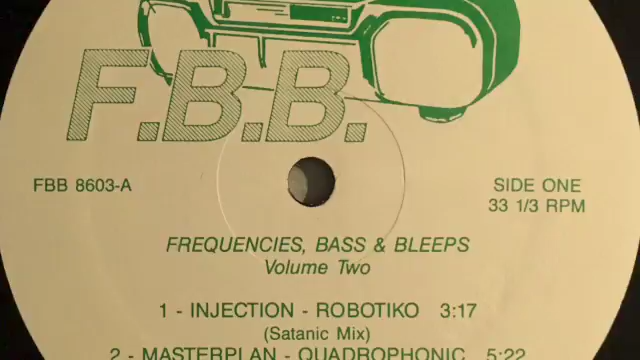 F.B.B.
FBB 8603-A
SIDE ONE
33 1/3 RPM
FREQUENCIES, BASS & BLEEPS
Volume Two
1 - INJECTION - ROBOTIKO 3:17
(Satanic Mix)
2 - MASTERPLAN - QUADROPHONIC 5:22